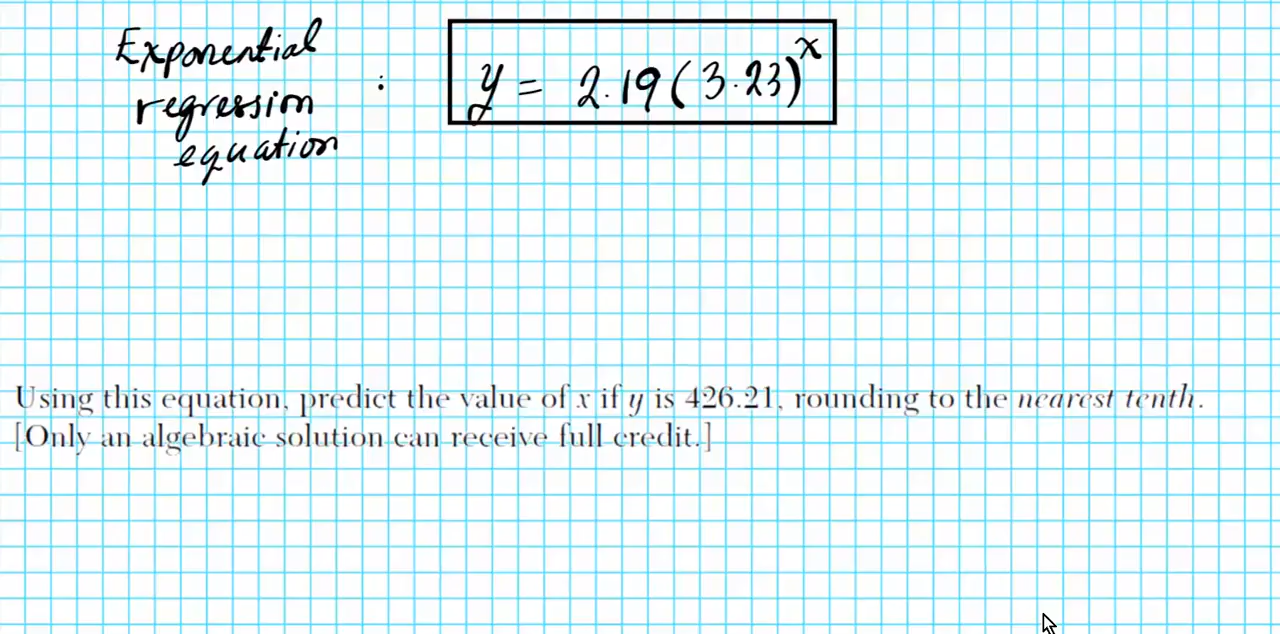 Exponential
regression
equation
: y = 2.19(3.23)^x
Using this equation, predict the value of x if y is 426.21, rounding to the nearest tenth.
[Only an algebraic solution can receive full credit.]